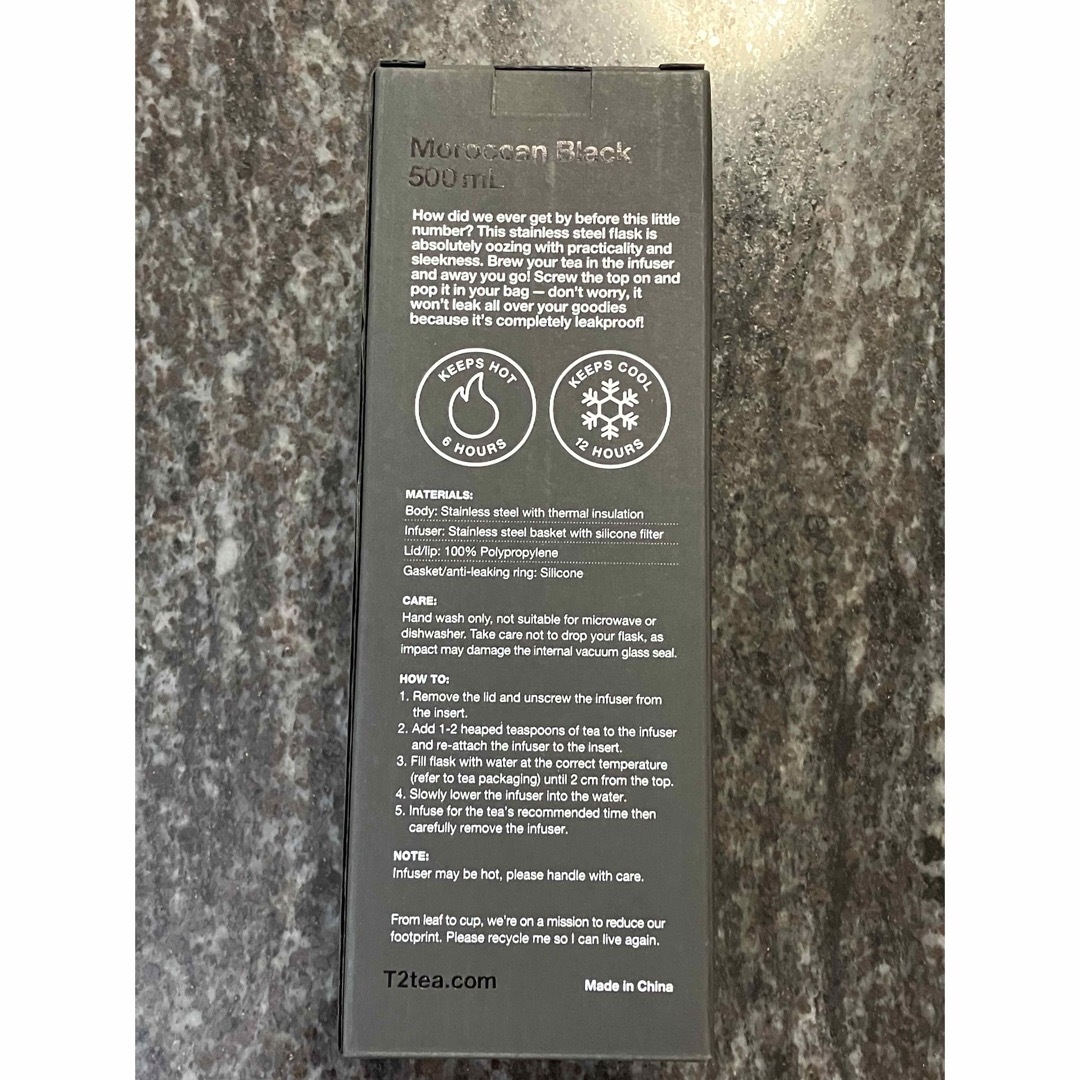 Moroccan Black
500 mL
How did we ever get by before this little
number? This stainless steel flask is
absolutely oozing with practicality and
sleekness. Brew your tea in the infuser
and away you go! Screw the top on and
pop it in your bag — don't worry, it
won't leak all over your goodies
because it's completely leakproof!
KEEPS HOT
6 HOURS
KEEPS COOL
12 HOURS
MATERIALS:
Body: Stainless steel with thermal insulation
Infuser: Stainless steel basket with silicone filter
Lid/lip: 100% Polypropylene
Gasket/anti-leaking ring: Silicone
CARE:
Hand wash only, not suitable for microwave or
dishwasher. Take care not to drop your flask, as
impact may damage the internal vacuum glass seal.
HOW TO:
1. Remove the lid and unscrew the infuser from
the insert.
2. Add 1-2 heaped teaspoons of tea to the infuser
and re-attach the infuser to the insert.
3. Fill flask with water at the correct temperature
(refer to tea packaging) until 2 cm from the top.
4. Slowly lower the infuser into the water.
5. Infuse for the tea's recommended time then
carefully remove the infuser.
NOTE:
Infuser may be hot, please handle with care.
From leaf to cup, we're on a mission to reduce our
footprint. Please recycle me so I can live again.
T2tea.com
Made in China